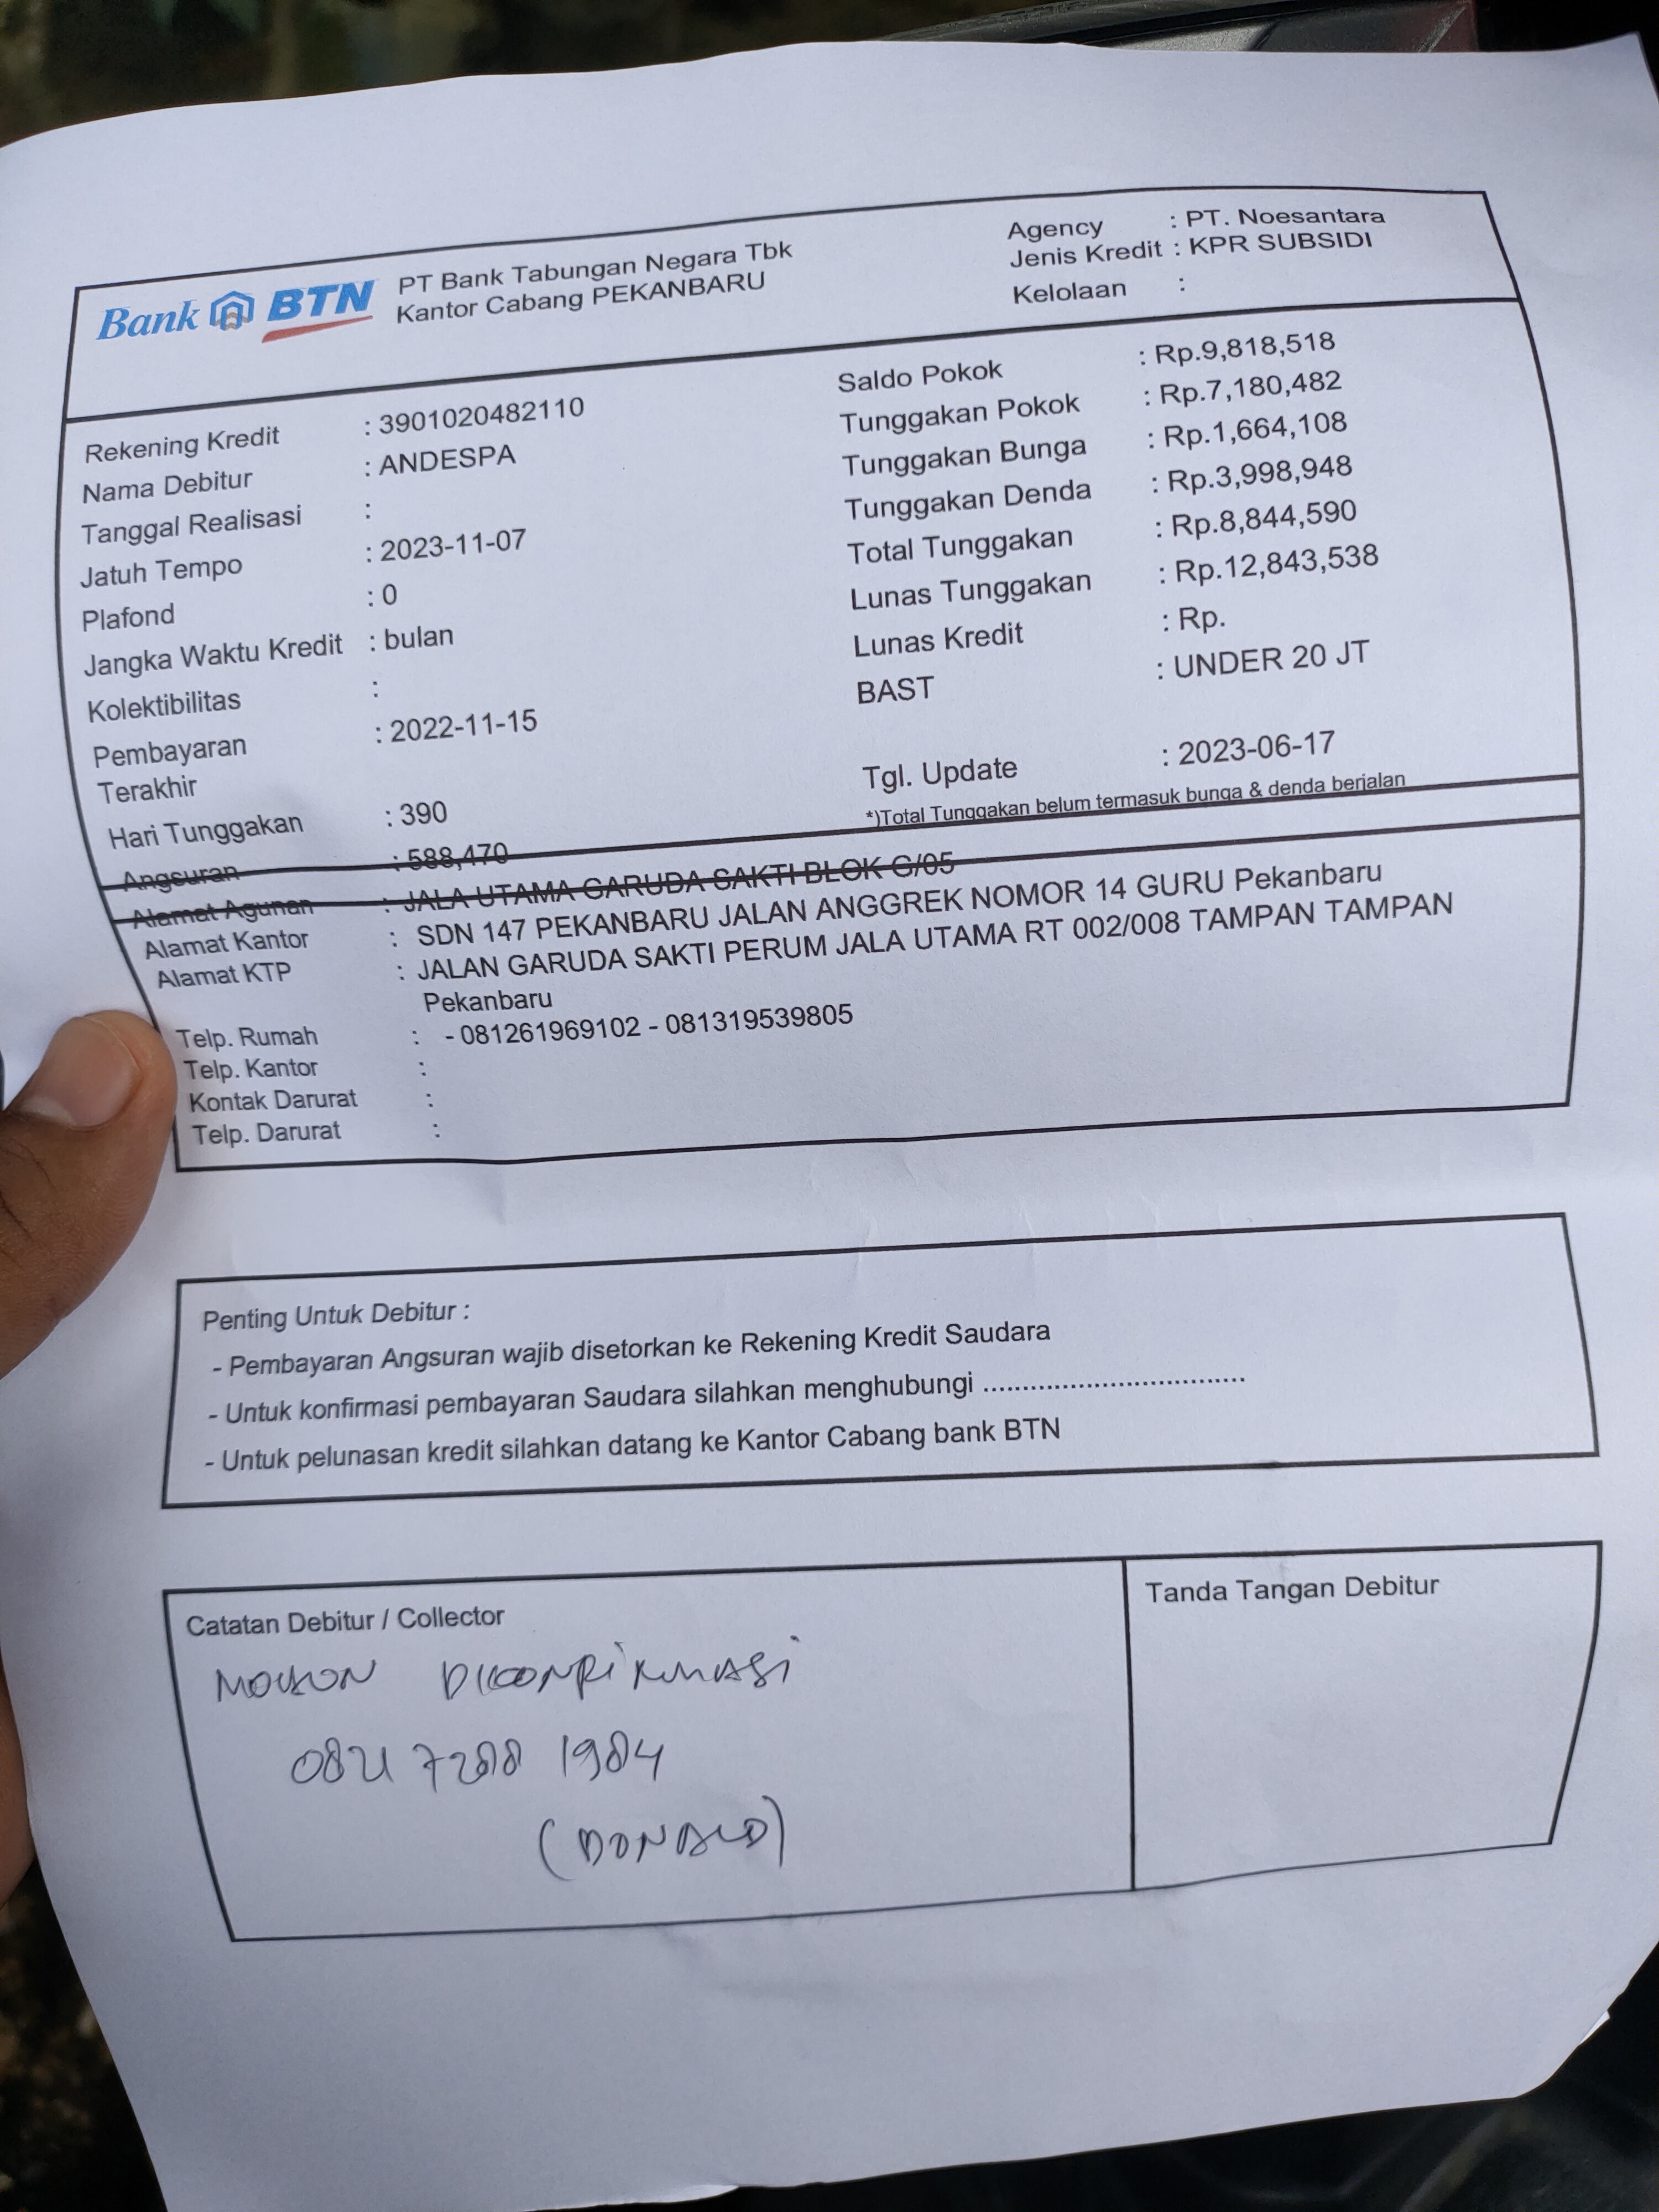 Bank BTN
PT Bank Tabungan Negara Tbk
Kantor Cabang PEKANBARU
Agency : PT. Noesantara
Jenis Kredit : KPR SUBSIDI
Kelolaan :
Rekening Kredit : 3901020482110
Nama Debitur : ANDESPA
Tanggal Realisasi :
Jatuh Tempo : 2023-11-07
Plafond : 0
Jangka Waktu Kredit : bulan
Kolektibilitas :
Pembayaran : 2022-11-15
Terakhir
Hari Tunggakan : 390
Angsuran : 588,470
Saldo Pokok : Rp.9,818,518
Tunggakan Pokok : Rp.7,180,482
Tunggakan Bunga : Rp.1,664,108
Tunggakan Denda : Rp.3,998,948
Total Tunggakan : Rp.8,844,590
Lunas Tunggakan : Rp.12,843,538
Lunas Kredit : Rp.
BAST : UNDER 20 JT
Tgl. Update : 2023-06-17
*)Total Tunggakan belum termasuk bunga & denda berjalan
Alamat Agunan : JALA UTAMA GARUDA SAKTI BLOK G/05
Alamat Kantor : SDN 147 PEKANBARU JALAN ANGGREK NOMOR 14 GURU Pekanbaru
Alamat KTP : JALAN GARUDA SAKTI PERUM JALA UTAMA RT 002/008 TAMPAN TAMPAN
Pekanbaru
Telp. Rumah : - 081261969102 - 081319539805
Telp. Kantor :
Kontak Darurat :
Telp. Darurat :
Penting Untuk Debitur :
- Pembayaran Angsuran wajib disetorkan ke Rekening Kredit Saudara
- Untuk konfirmasi pembayaran Saudara silahkan menghubungi .................................
- Untuk pelunasan kredit silahkan datang ke Kantor Cabang bank BTN
Catatan Debitur / Collector
MOHON DIKONFIRMASI
0821 7288 1984
(DONALD)
Tanda Tangan Debitur